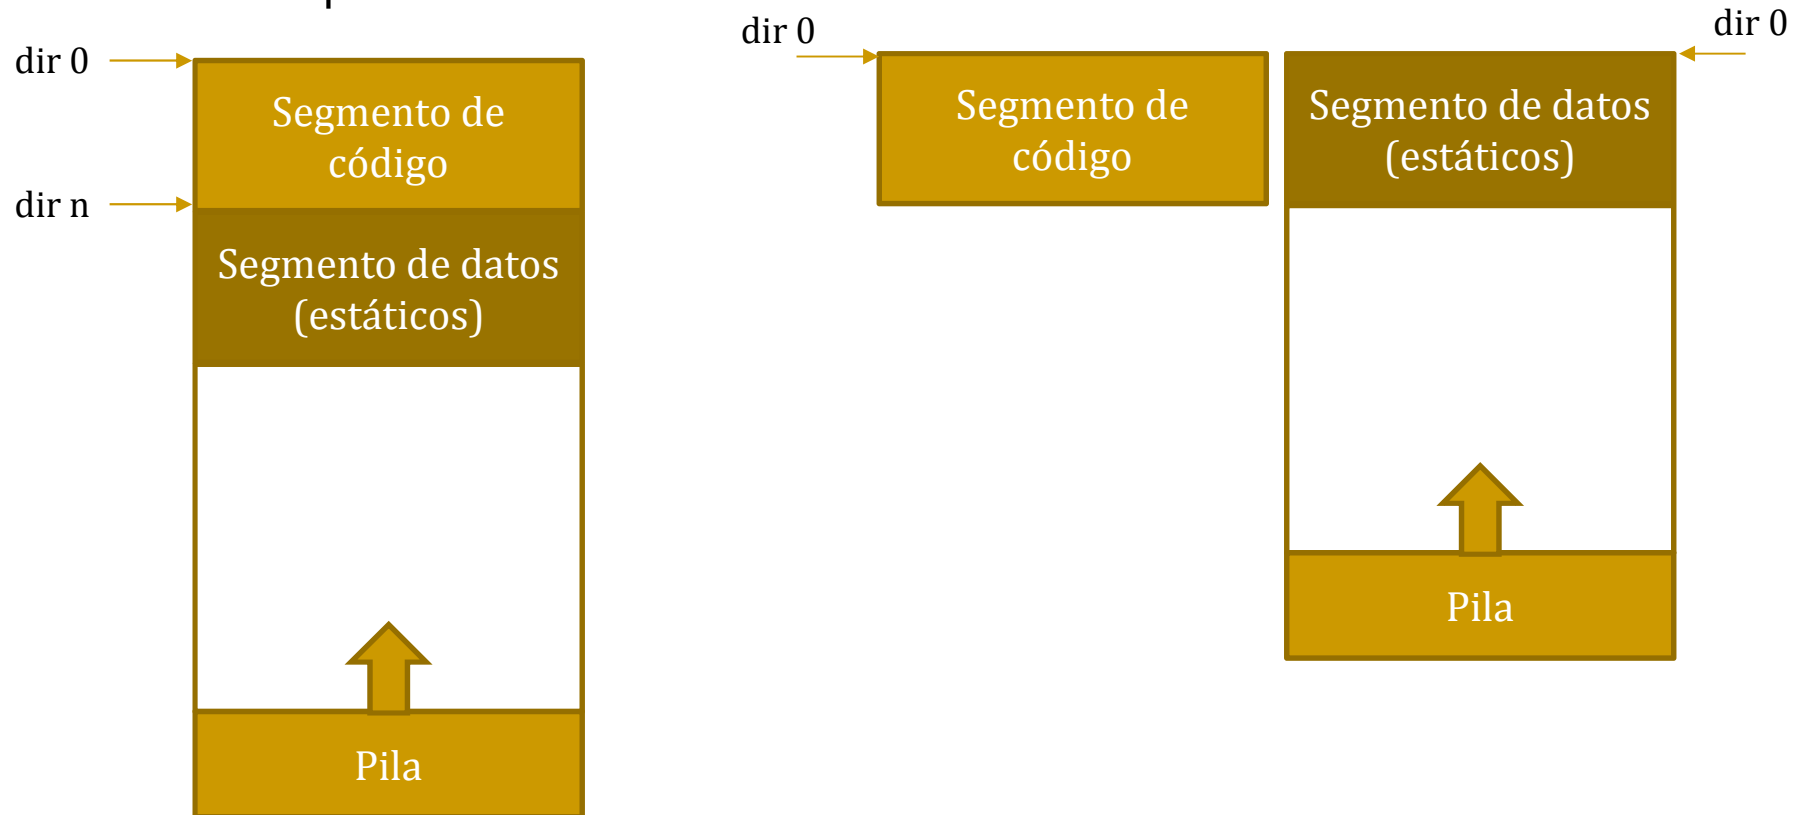 dir 0
Segmento de
código
dir n
Segmento de datos
(estáticos)
Pila
dir 0
Segmento de
código
dir 0
Segmento de datos
(estáticos)
Pila